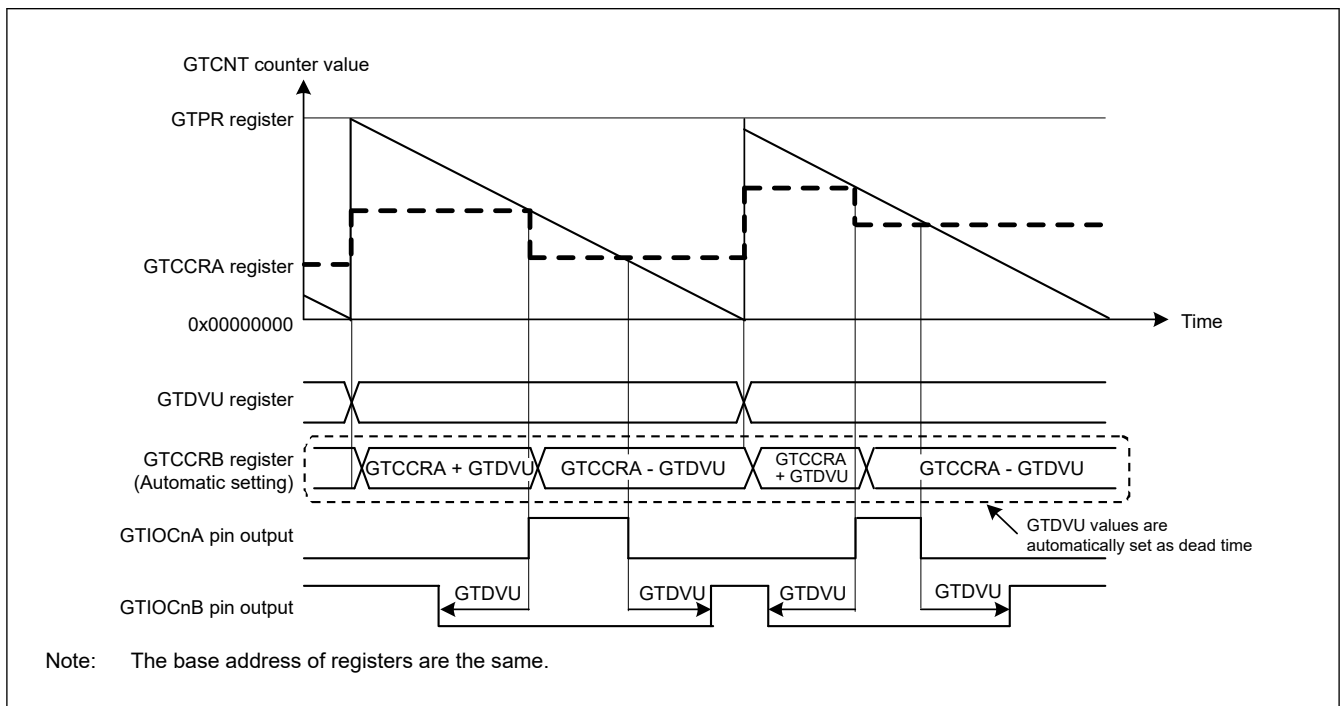 GTCNT counter value
GTPR register
GTCCRA register
0x00000000
Time
GTDVU register
GTCCRB register
(Automatic setting)
GTCCRA + GTDVU
GTCCRA - GTDVU
GTCCRA
+ GTDVU
GTCCRA - GTDVU
GTIOCnA pin output
GTDVU values are
automatically set as dead time
GTIOCnB pin output
GTDVU
GTDVU
GTDVU
GTDVU
Note: The base address of registers are the same.